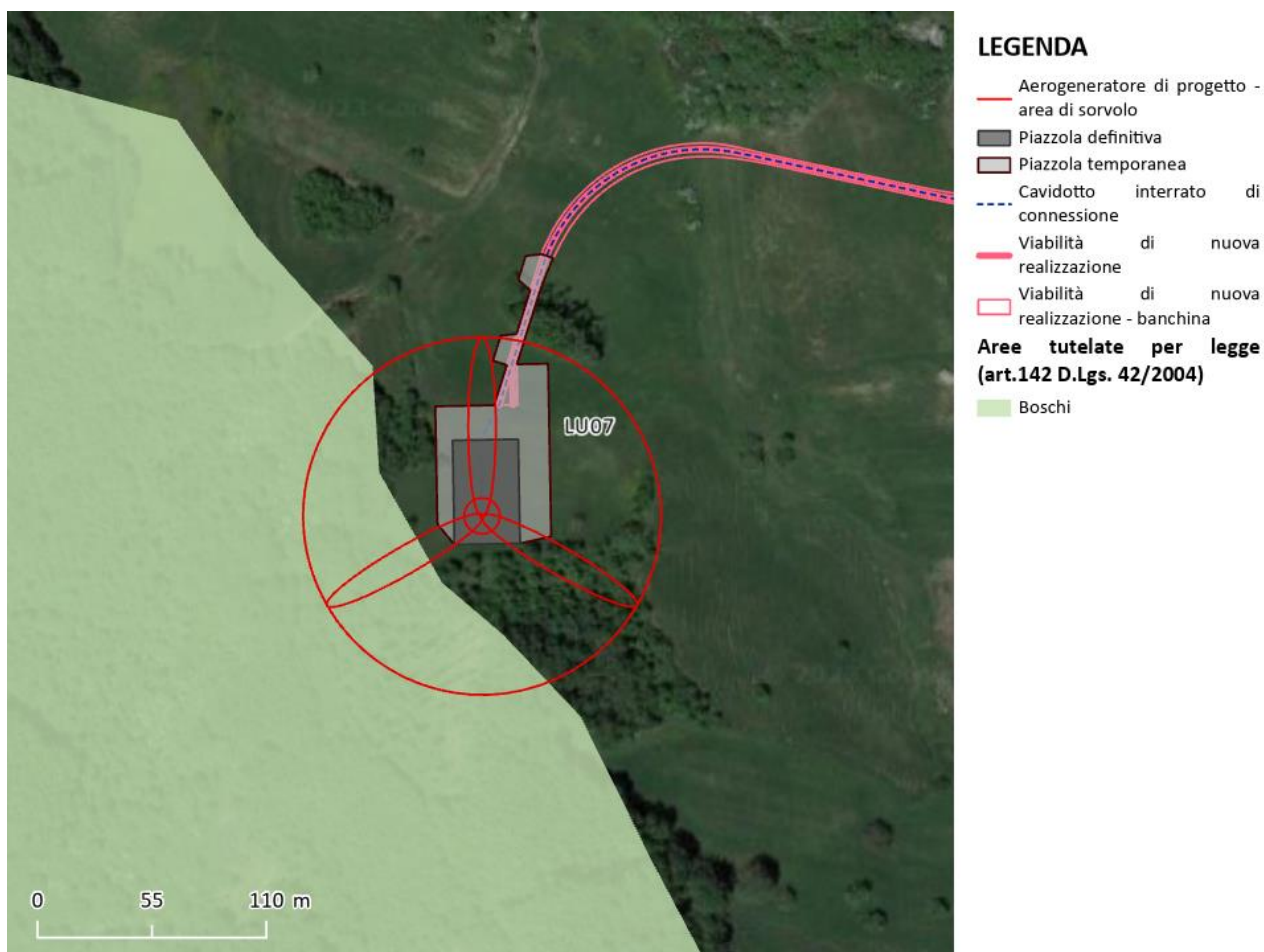 LEGENDA
Aerogeneratore di progetto -
area di sorvolo
Piazzola definitiva
Piazzola temporanea
Cavidotto interrato di
connessione
Viabilità di nuova
realizzazione
Viabilità di nuova
realizzazione - banchina
Aree tutelate per legge
(art.142 D.Lgs. 42/2004)
Boschi
LU07
0 55 110 m